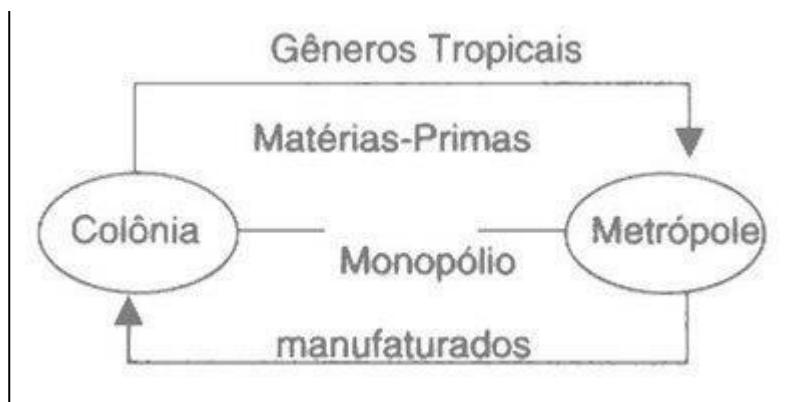 Gêneros Tropicais
Matérias-Primas
Colônia
Metrópole
Monopólio
manufaturados